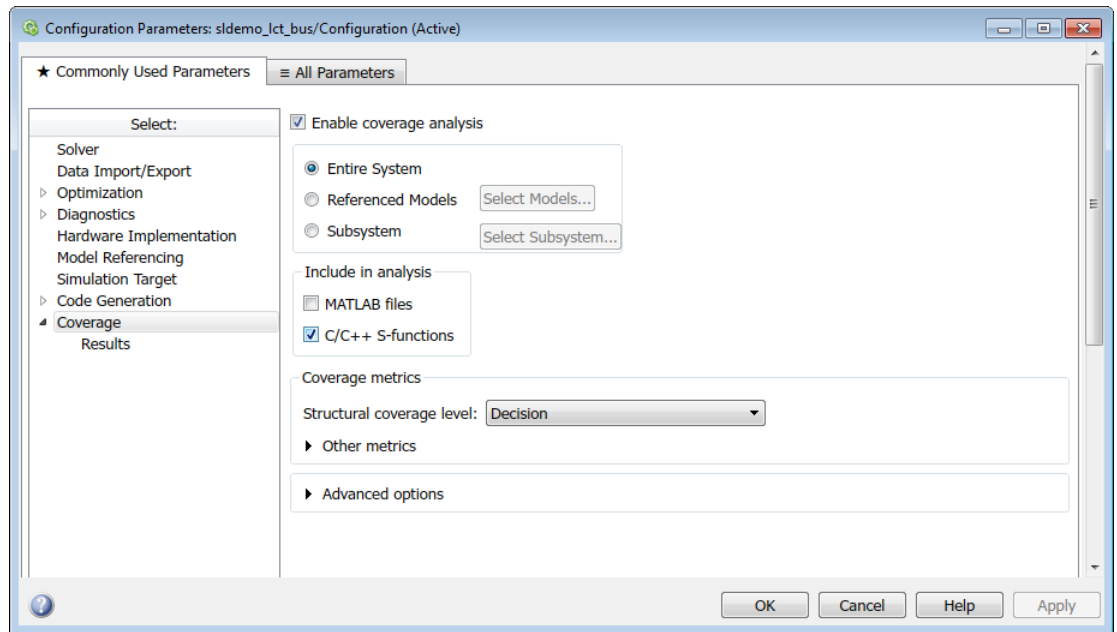 Configuration Parameters: sldemo_lct_bus/Configuration (Active)
★ Commonly Used Parameters
≡ All Parameters
Select:
Solver
Data Import/Export
Optimization
Diagnostics
Hardware Implementation
Model Referencing
Simulation Target
Code Generation
Coverage
Results
Enable coverage analysis
Entire System
Referenced Models
Select Models...
Subsystem
Select Subsystem...
Include in analysis
MATLAB files
C/C++ S-functions
Coverage metrics
Structural coverage level: Decision
Other metrics
Advanced options
OK
Cancel
Help
Apply